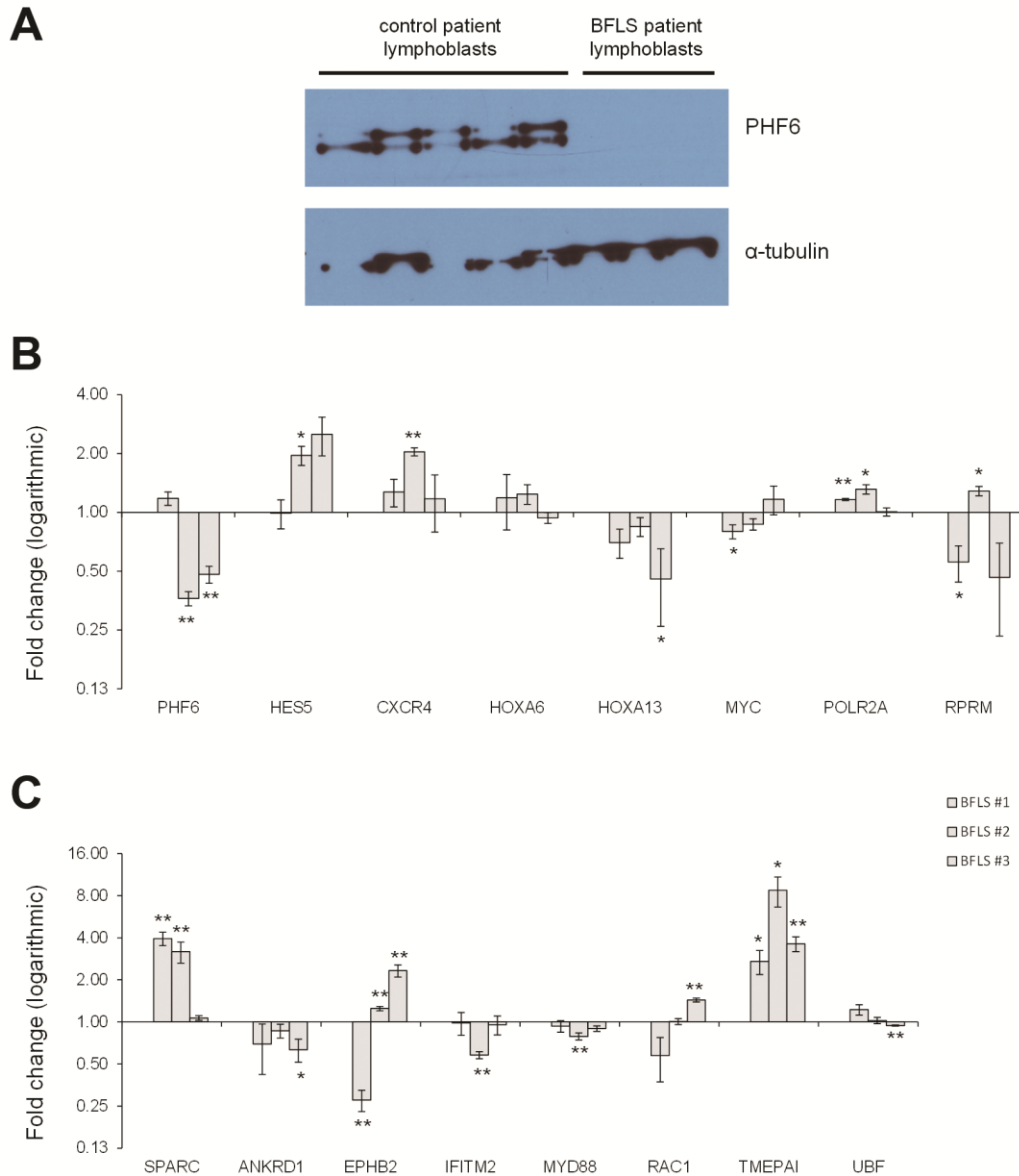 A
control patient
lymphoblasts
BFLS patient
lymphoblasts
PHF6
α-tubulin
B
Fold change (logarithmic)
4.00
2.00
1.00
0.50
0.25
0.13
**
**
*
**
*
*
**
*
*
*
PHF6 HES5 CXCR4 HOXA6 HOXA13 MYC POLR2A RPRM
C
BFLS #1
BFLS #2
BFLS #3
Fold change (logarithmic)
16.00
8.00
4.00
2.00
1.00
0.50
0.25
0.13
**
**
*
**
**
**
**
**
**
*
*
**
**
SPARC ANKRD1 EPHB2 IFITM2 MYD88 RAC1 TMEPAI UBF